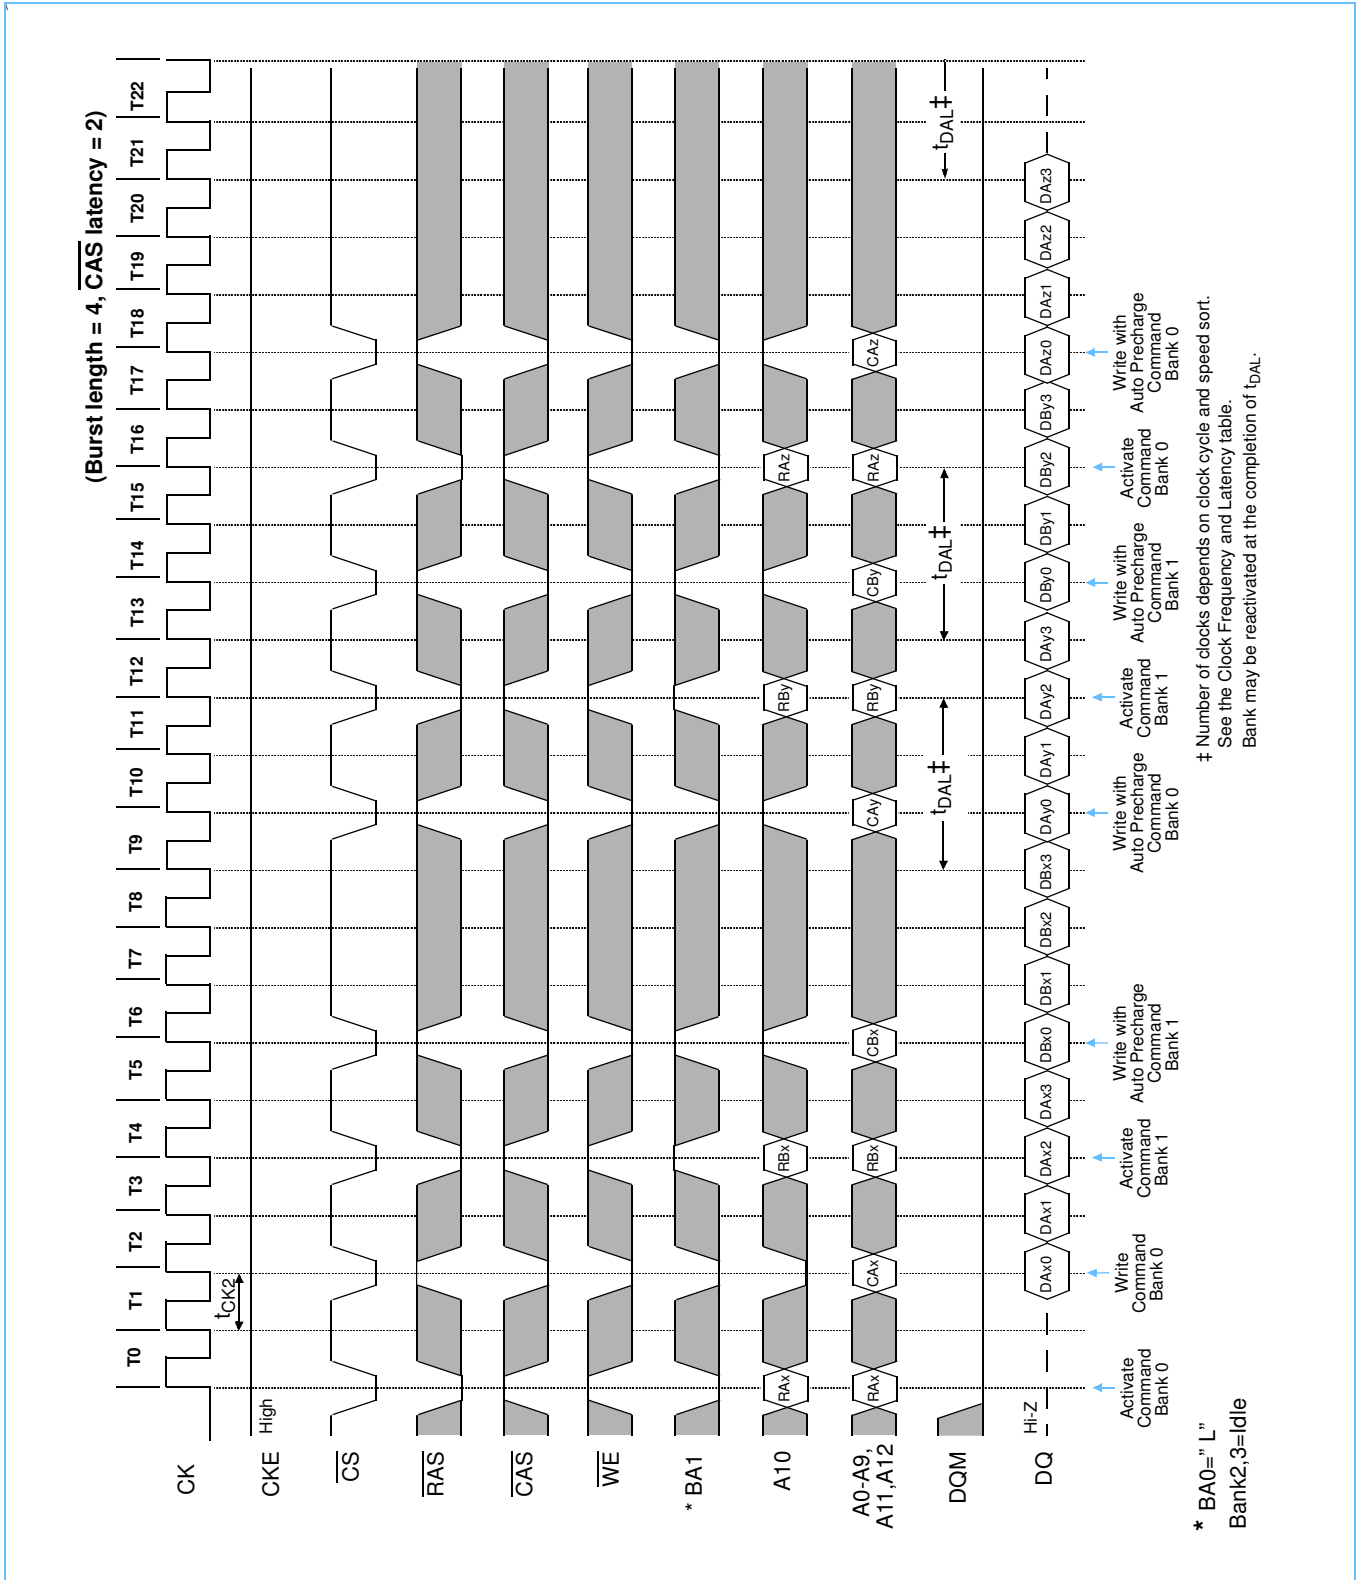 (Burst length = 4, CAS latency = 2)
T0 T1 T2 T3 T4 T5 T6 T7 T8 T9 T10 T11 T12 T13 T14 T15 T16 T17 T18 T19 T20 T21 T22
CK
tCK2
CKE
High
CS
RAS
CAS
WE
* BA1
A10
RAx RBx RBy RAz
A0-A9,
A11,A12
RAx CAx RBx CBx CAy RBy CBy RAz CAz
DQM
tDAL‡ tDAL‡ tDAL‡
DQ
Hi-Z
DAx0 DAx1 DAx2 DAx3 DBx0 DBx1 DBx2 DBx3 DAy0 DAy1 DAy2 DAy3 DBy0 DBy1 DBy2 DBy3 DAz0 DAz1 DAz2 DAz3
Activate
Command
Bank 0
Write
Command
Bank 0
Activate
Command
Bank 1
Write with
Auto Precharge
Command
Bank 1
Write with
Auto Precharge
Command
Bank 0
Activate
Command
Bank 1
Write with
Auto Precharge
Command
Bank 1
Activate
Command
Bank 0
Write with
Auto Precharge
Command
Bank 0
* BA0=” L”
Bank2,3=Idle
‡ Number of clocks depends on clock cycle and speed sort.
See the Clock Frequency and Latency table.
Bank may be reactivated at the completion of tDAL.